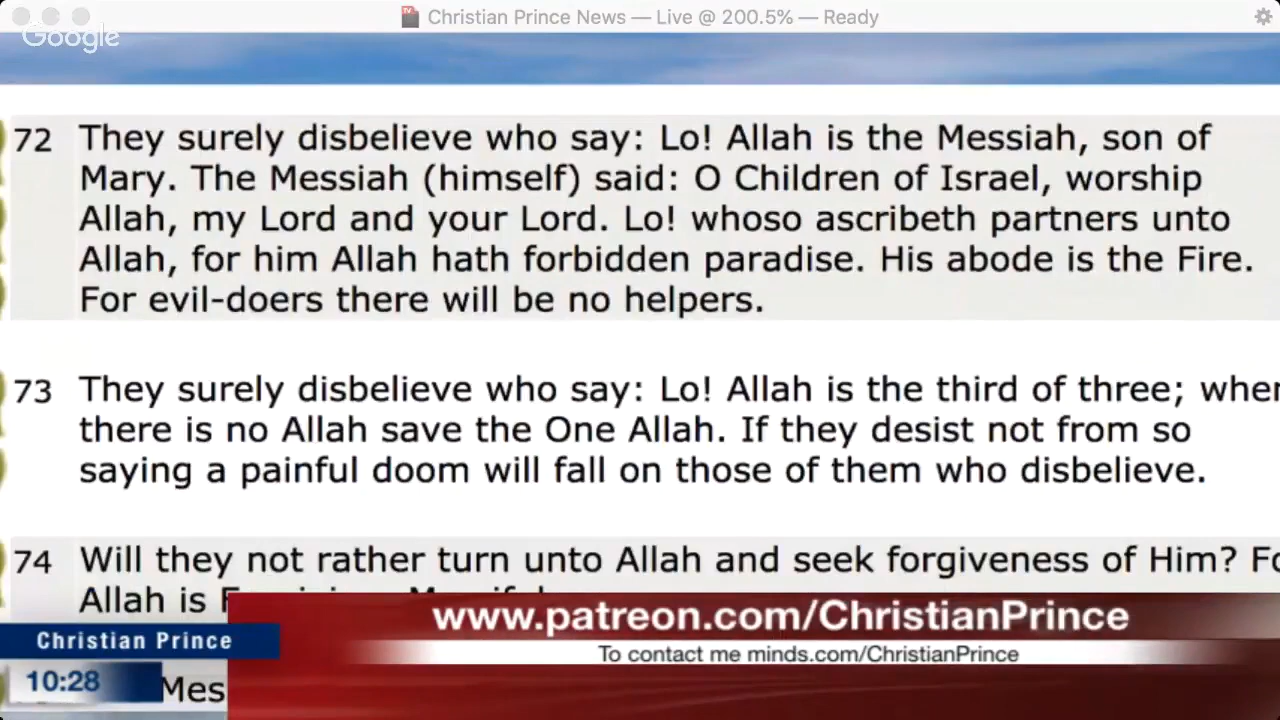 Christian Prince News — Live @ 200.5% — Ready
Google
72 They surely disbelieve who say: Lo! Allah is the Messiah, son of
Mary. The Messiah (himself) said: O Children of Israel, worship
Allah, my Lord and your Lord. Lo! whoso ascribeth partners unto
Allah, for him Allah hath forbidden paradise. His abode is the Fire.
For evil-doers there will be no helpers.
73 They surely disbelieve who say: Lo! Allah is the third of three; when
there is no Allah save the One Allah. If they desist not from so
saying a painful doom will fall on those of them who disbelieve.
74 Will they not rather turn unto Allah and seek forgiveness of Him? Fo
Allah is
www.patreon.com/ChristianPrince
Christian Prince
To contact me minds.com/ChristianPrince
10:28
Mes